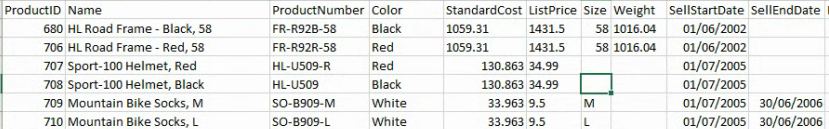 ProductID Name ProductNumber Color StandardCost ListPrice Size Weight SellStartDate SellEndDate
680 HL Road Frame - Black, 58 FR-R92B-58 Black 1059.31 1431.5 58 1016.04 01/06/2002
706 HL Road Frame - Red, 58 FR-R92R-58 Red 1059.31 1431.5 58 1016.04 01/06/2002
707 Sport-100 Helmet, Red HL-U509-R Red 130.863 34.99 01/07/2005
708 Sport-100 Helmet, Black HL-U509 Black 130.863 34.99 01/07/2005
709 Mountain Bike Socks, M SO-B909-M White 33.963 9.5 M 01/07/2005 30/06/2006
710 Mountain Bike Socks, L SO-B909-L White 33.963 9.5 L 01/07/2005 30/06/2006